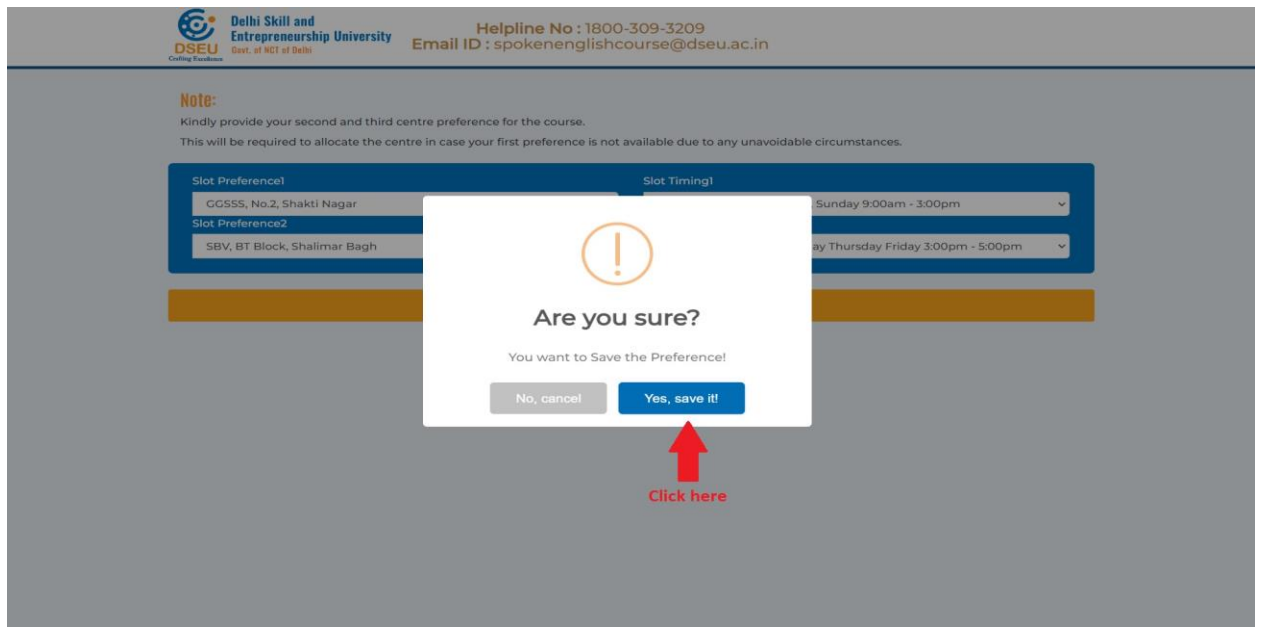 Delhi Skill and
Entrepreneurship University
Govt. of NCT of Delhi
DSEU
Crafting Excellence
Helpline No : 1800-309-3209
Email ID : spokenenglishcourse@dseu.ac.in
Note:
Kindly provide your second and third centre preference for the course.
This will be required to allocate the centre in case your first preference is not available due to any unavoidable circumstances.
Slot Preference1 Slot Timing1
GGSSS, No.2, Shakti Nagar Sunday 9:00am - 3:00pm
Slot Preference2
SBV, BT Block, Shalimar Bagh ay Thursday Friday 3:00pm - 5:00pm
!
Are you sure?
You want to Save the Preference!
No, cancel Yes, save it!
Click here